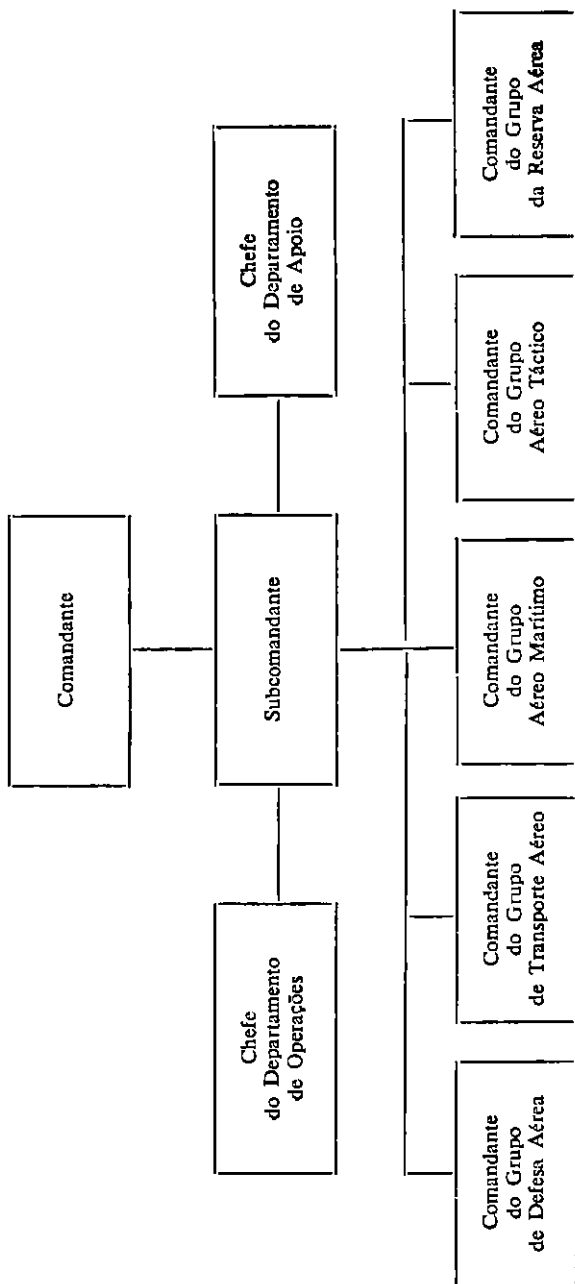 Comandante
Chefe
do Departamento
de Operações
Subcomandante
Chefe
do Departamento
de Apoio
Comandante
do Grupo
de Defesa Aérea
Comandante
do Grupo
de Transporte Aéreo
Comandante
do Grupo
Aéreo Marítimo
Comandante
do Grupo
Aéreo Táctico
Comandante
do Grupo
da Reserva Aérea